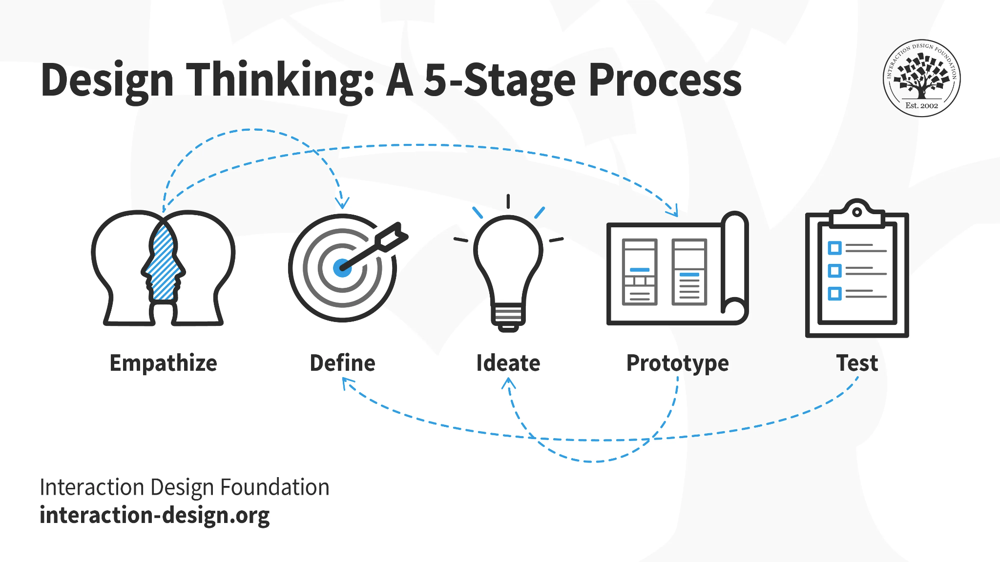 Design Thinking: A 5-Stage Process
INTERACTION DESIGN FOUNDATION
Est. 2002
Empathize
Define
Ideate
Prototype
Test
Interaction Design Foundation
interaction-design.org